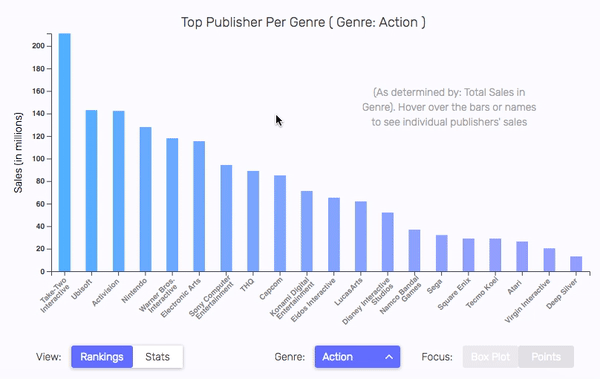 Top Publisher Per Genre ( Genre: Action )
(As determined by: Total Sales in
Genre). Hover over the bars or names
to see individual publishers' sales
Sales (in millions)
200
180
160
140
120
100
80
60
40
20
0
Take-Two
Interactive
Ubisoft
Activision
Nintendo
Warner Bros.
Interactive
Electronic Arts
Sony Computer
Entertainment
THQ
Capcom
Konami Digital
Entertainment
Eidos Interactive
LucasArts
Disney Interactive
Studios
Namco Bandai
Games
Sega
Square Enix
Tecmo Koei
Atari
Virgin Interactive
Deep Silver
View: Rankings Stats Genre: Action Focus: Box Plot Points